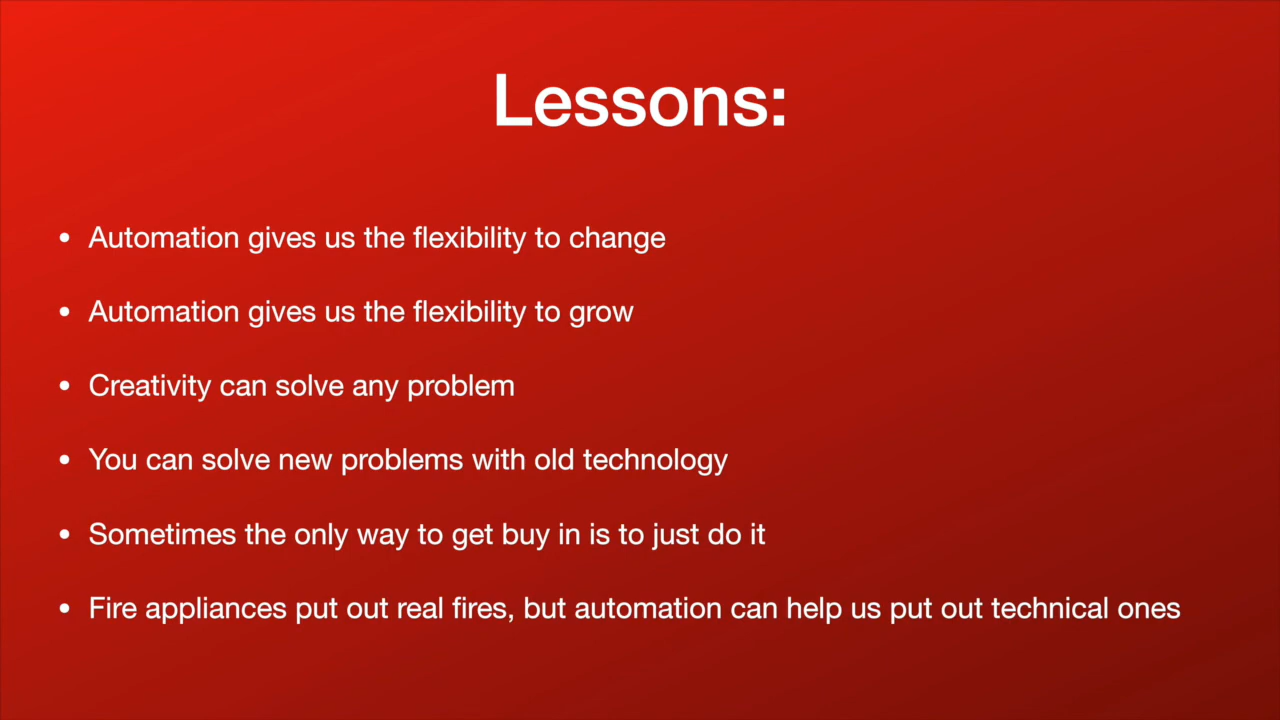 Lessons:
• Automation gives us the flexibility to change
• Automation gives us the flexibility to grow
• Creativity can solve any problem
• You can solve new problems with old technology
• Sometimes the only way to get buy in is to just do it
• Fire appliances put out real fires, but automation can help us put out technical ones